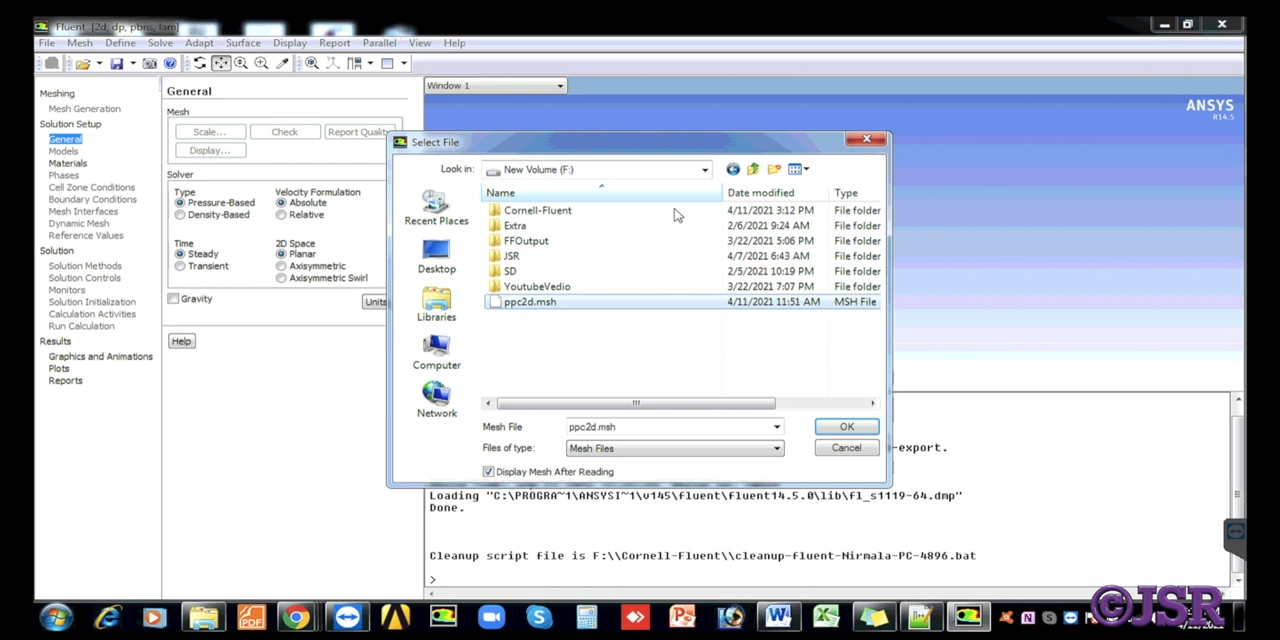 Fluent [2d, dp, pbns, lam]
File Mesh Define Solve Adapt Surface Display Report Parallel View Help
Meshing
Mesh Generation
Solution Setup
General
Models
Materials
Phases
Cell Zone Conditions
Boundary Conditions
Mesh Interfaces
Dynamic Mesh
Reference Values
Solution
Solution Methods
Solution Controls
Monitors
Solution Initialization
Calculation Activities
Run Calculation
Results
Graphics and Animations
Plots
Reports
General
Mesh
Scale... Check Report Quality
Display...
Solver
Type Velocity Formulation
Pressure-Based Absolute
Density-Based Relative
Time 2D Space
Steady Planar
Transient Axisymmetric
Axisymmetric Swirl
Gravity Units
Help
Window 1
ANSYS
R14.5
Select File
Look in: New Volume (F:)
Recent Places
Desktop
Libraries
Computer
Network
Name Date modified Type
Cornell-Fluent 4/11/2021 3:12 PM File folder
Extra 2/6/2021 9:24 AM File folder
FFOutput 3/22/2021 5:06 PM File folder
JSR 4/7/2021 6:43 AM File folder
SD 2/5/2021 10:19 PM File folder
YoutubeVedio 3/22/2021 7:07 PM File folder
ppc2d.msh 4/11/2021 11:51 AM MSH File
Mesh File ppc2d.msh OK
Files of type: Mesh Files Cancel
Display Mesh After Reading
-export.
Loading "C:\PROGRA~1\ANSYSI~1\v145\fluent\fluent14.5.0\lib\fl_s1119-64.dmp"
Done.
Cleanup script file is F:\\Cornell-Fluent\\cleanup-fluent-Nirmala-PC-4896.bat
>
©JSR